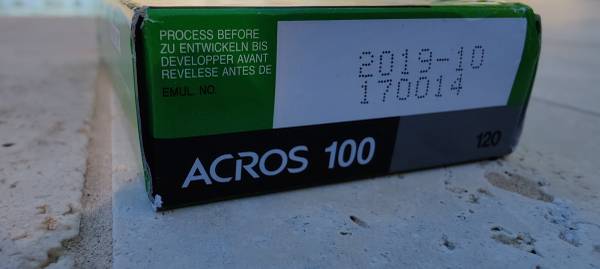 PROCESS BEFORE
ZU ENTWICKELN BIS
DEVELOPPER AVANT
REVELESE ANTES DE
EMUL. NO.
2019-10
170014
ACROS 100
120